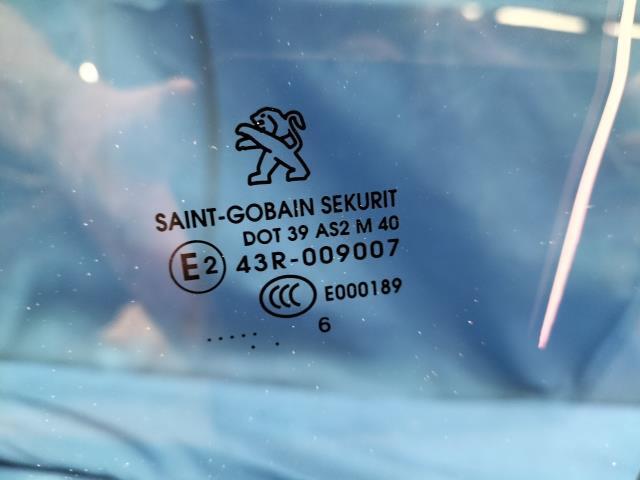 SAINT-GOBAIN SEKURIT
DOT 39 AS2 M 40
E2 43R-009007
CCC E000189
6